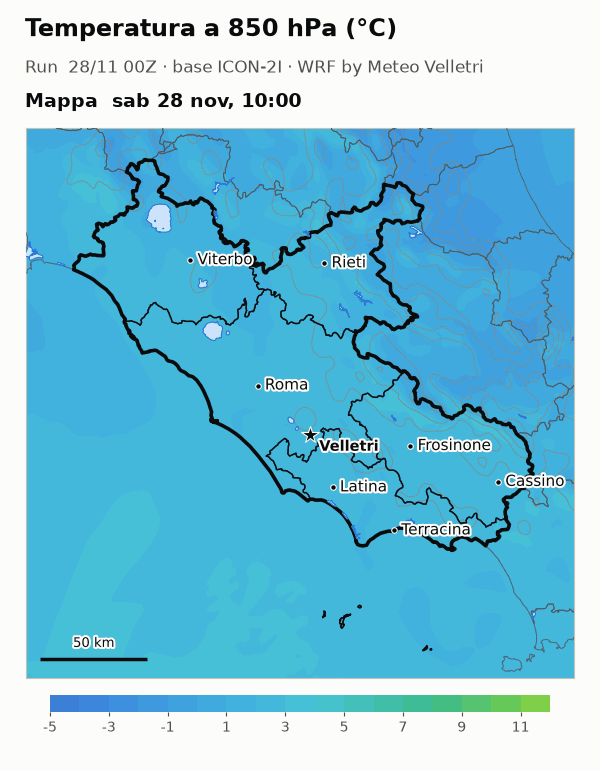 Temperatura a 850 hPa (°C)
Run  28/11 00Z · base ICON-2I · WRF by Meteo Velletri
Mappa  sab 28 nov, 10:00
Viterbo
Rieti
Roma
Velletri
Frosinone
Cassino
Latina
Terracina
50 km
-5 -3 -1 1 3 5 7 9 11